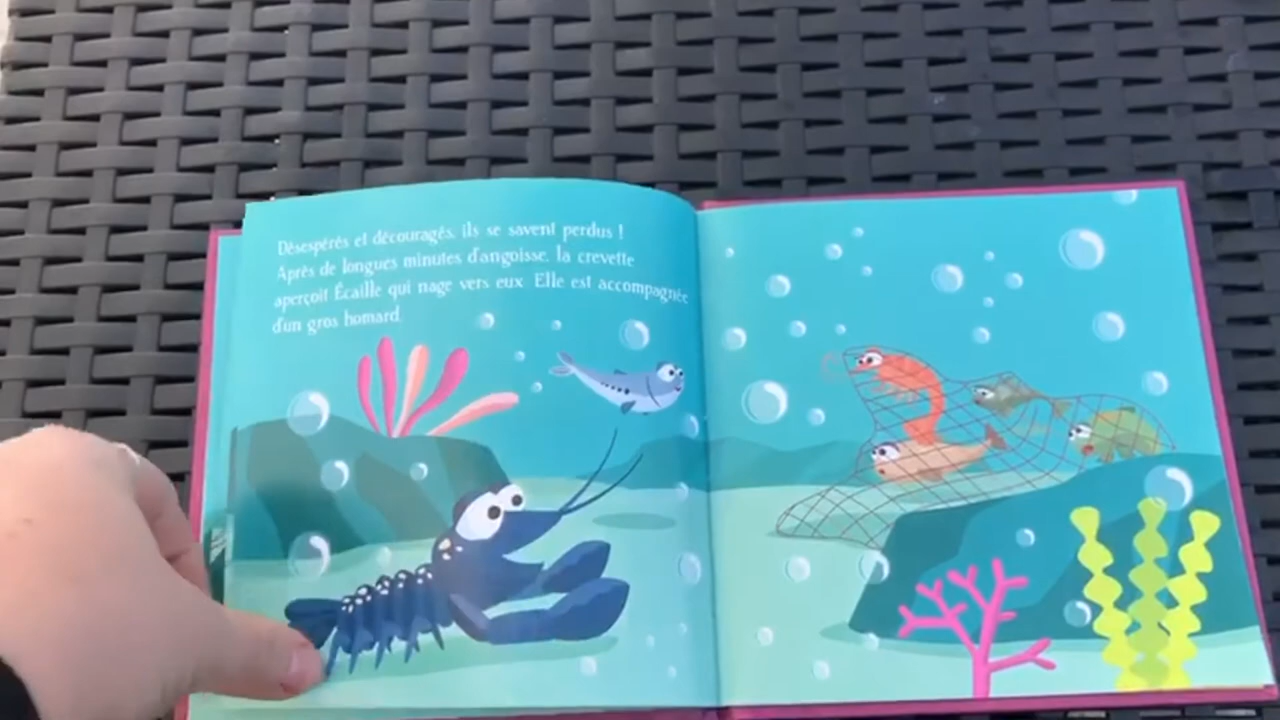 Désespérés et découragés, ils se savent perdus !
Après de longues minutes d'angoisse, la crevette
aperçoit Écaille qui nage vers eux. Elle est accompagnée
d'un gros homard.